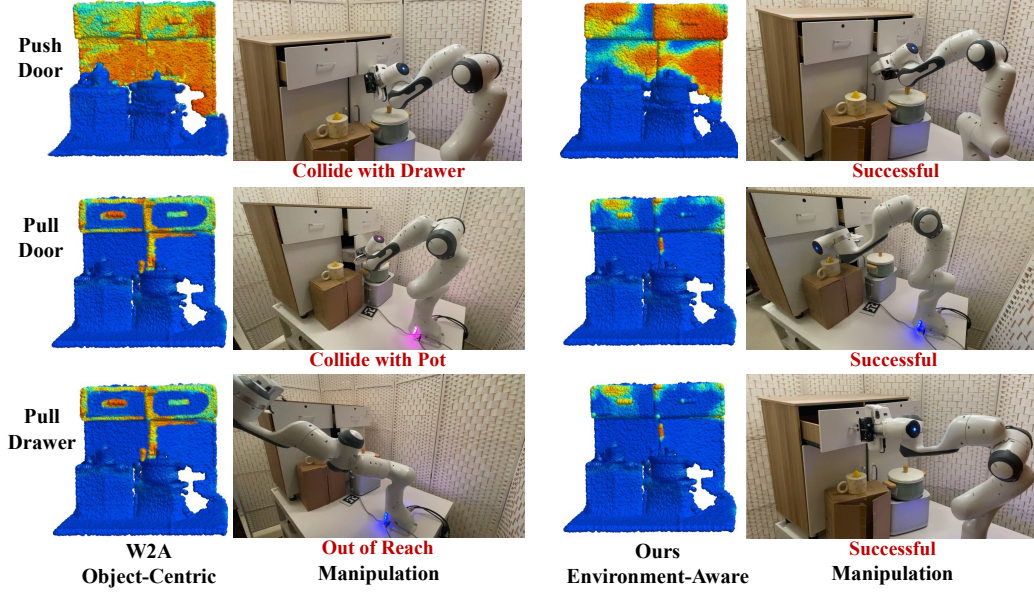 Push
Door
Collide with Drawer
Successful
Pull
Door
Collide with Pot
Successful
Pull
Drawer
Out of Reach
Successful
W2A
Object-Centric
Manipulation
Ours
Environment-Aware
Manipulation